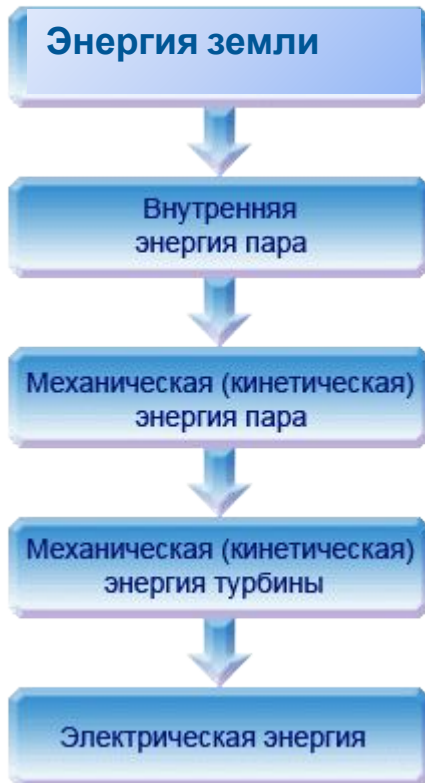 Энергия земли
Внутренняя
энергия пара
Механическая (кинетическая)
энергия пара
Механическая (кинетическая)
энергия турбины
Электрическая энергия